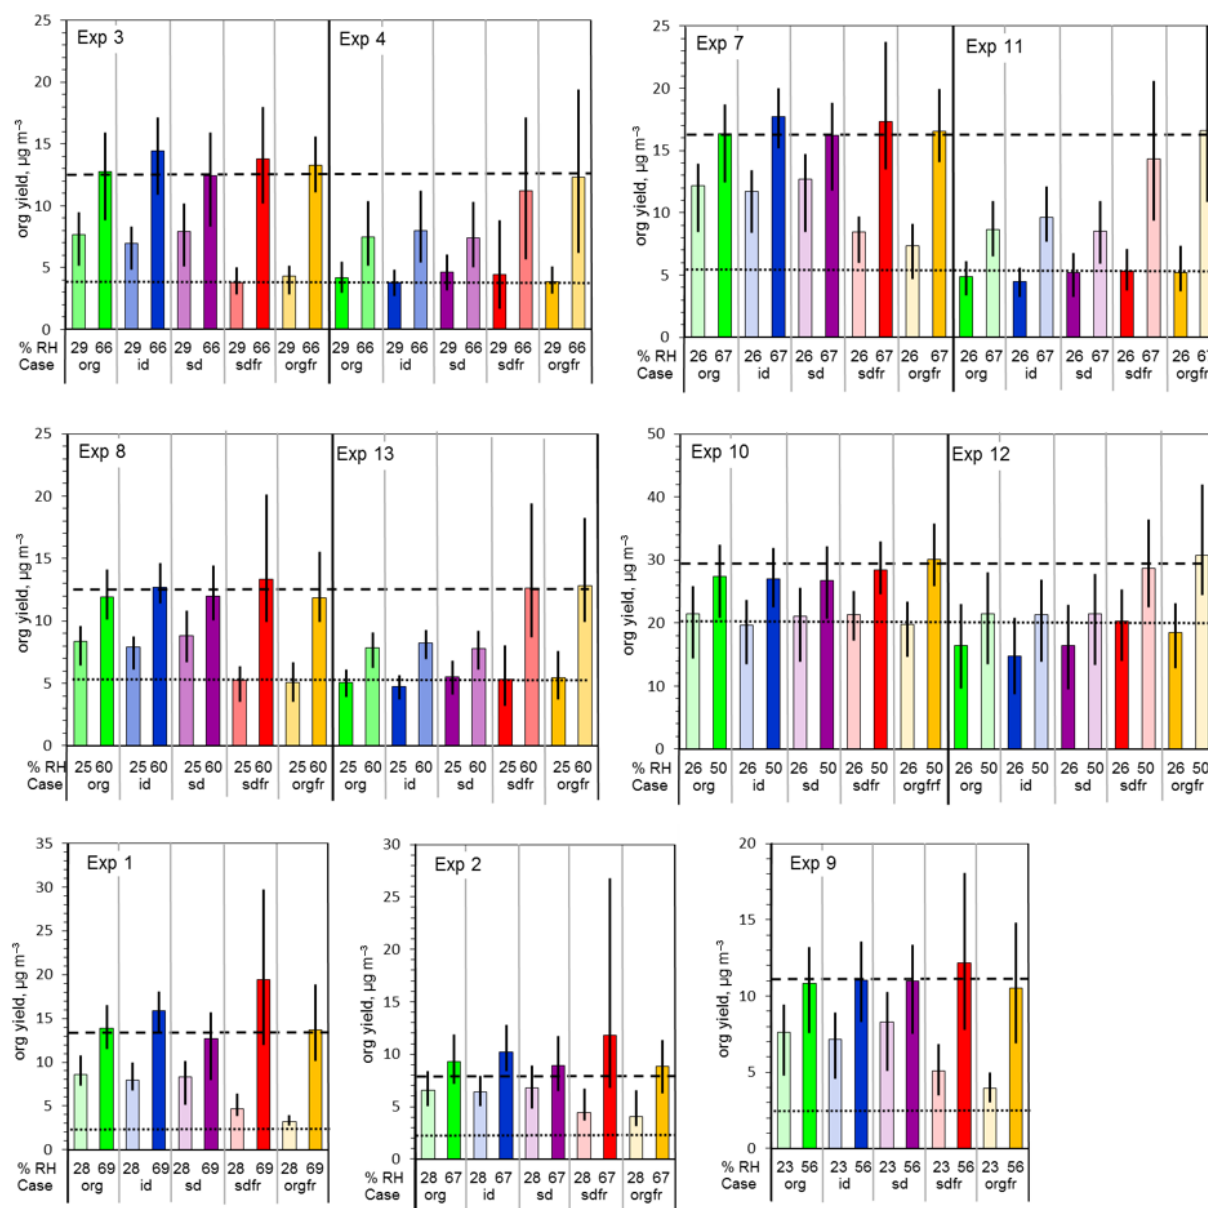 Exp 3
Exp 4
org yield, µg m⁻³
25
20
15
10
5
0
% RH 29 66 29 66 29 66 29 66 29 66 29 66 29 66 29 66 29 66 29 66
Case org id sd sdfr orgfr org id sd sdfr orgfr
Exp 7
Exp 11
org yield, µg m⁻³
25
20
15
10
5
0
% RH 26 67 26 67 26 67 26 67 26 67 26 67 26 67 26 67 26 67 26 67
Case org id sd sdfr orgfr org id sd sdfr orgfr
Exp 8
Exp 13
org yield, µg m⁻³
25
20
15
10
5
0
% RH 25 60 25 60 25 60 25 60 25 60 25 60 25 60 25 60 25 60 25 60
Case org id sd sdfr orgfr org id sd sdfr orgfr
Exp 10
Exp 12
org yield, µg m⁻³
50
40
30
20
10
0
% RH 26 50 26 50 26 50 26 50 26 50 26 50 26 50 26 50 26 50 26 50
Case org id sd sdfr orgfrf org id sd sdfr orgfr
Exp 1
org yield, µg m⁻³
35
30
25
20
15
10
5
0
% RH 28 69 28 69 28 69 28 69 28 69
Case org id sd sdfr orgfr
Exp 2
org yield, µg m⁻³
30
25
20
15
10
5
0
% RH 28 67 28 67 28 67 28 67 28 67
Case org id sd sdfr orgfr
Exp 9
org yield, µg m⁻³
20
15
10
5
0
% RH 23 56 23 56 23 56 23 56 23 56
Case org id sd sdfr orgfr